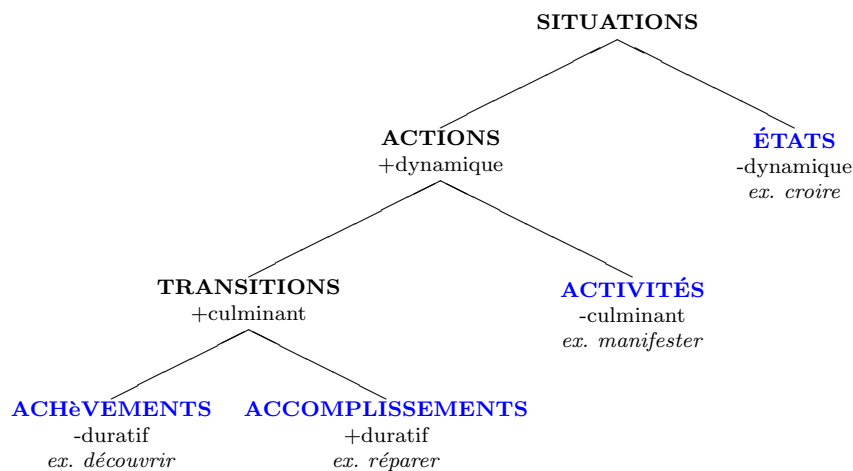 SITUATIONS
ACTIONS
+dynamique
ÉTATS
-dynamique
ex. croire
TRANSITIONS
+culminant
ACTIVITÉS
-culminant
ex. manifester
ACHèVEMENTS
-duratif
ex. découvrir
ACCOMPLISSEMENTS
+duratif
ex. réparer